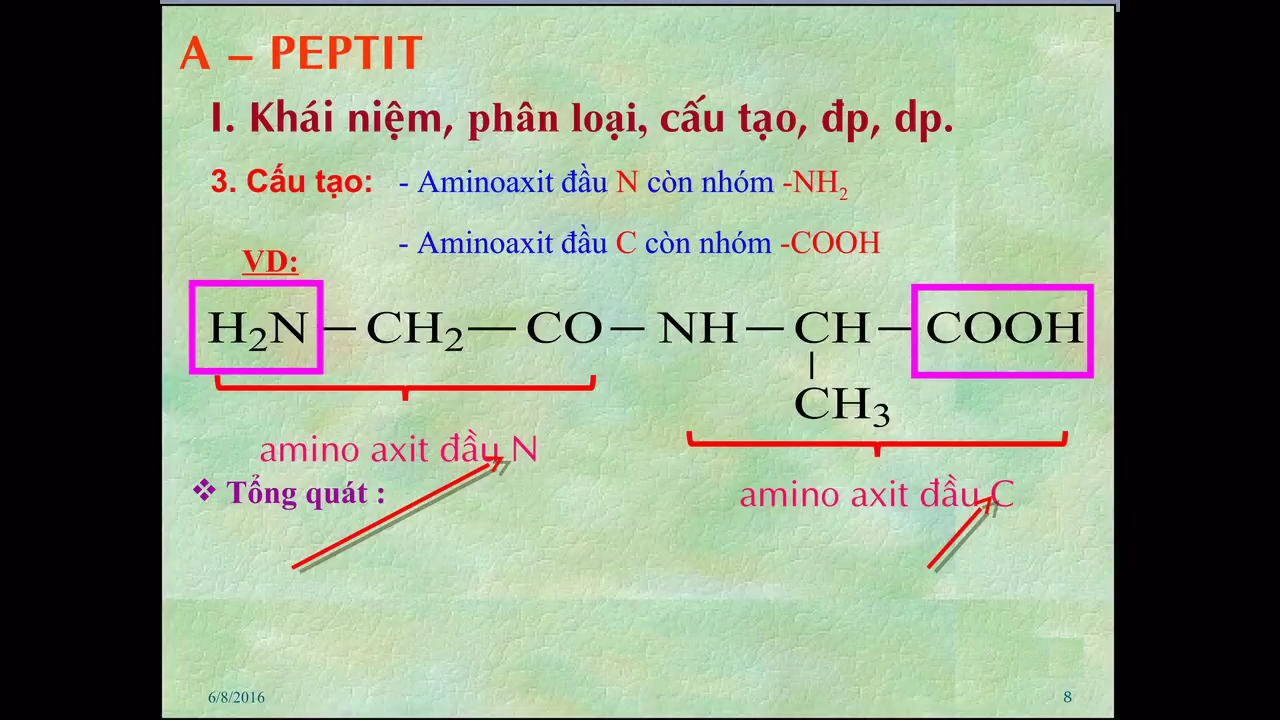 A – PEPTIT
I. Khái niệm, phân loại, cấu tạo, đp, dp.
3. Cấu tạo: - Aminoaxit đầu N còn nhóm -NH2
- Aminoaxit đầu C còn nhóm -COOH
VD:
H2N — CH2 — CO — NH — CH — COOH
CH3
amino axit đầu N
❖ Tổng quát :
amino axit đầu C
6/8/2016
8